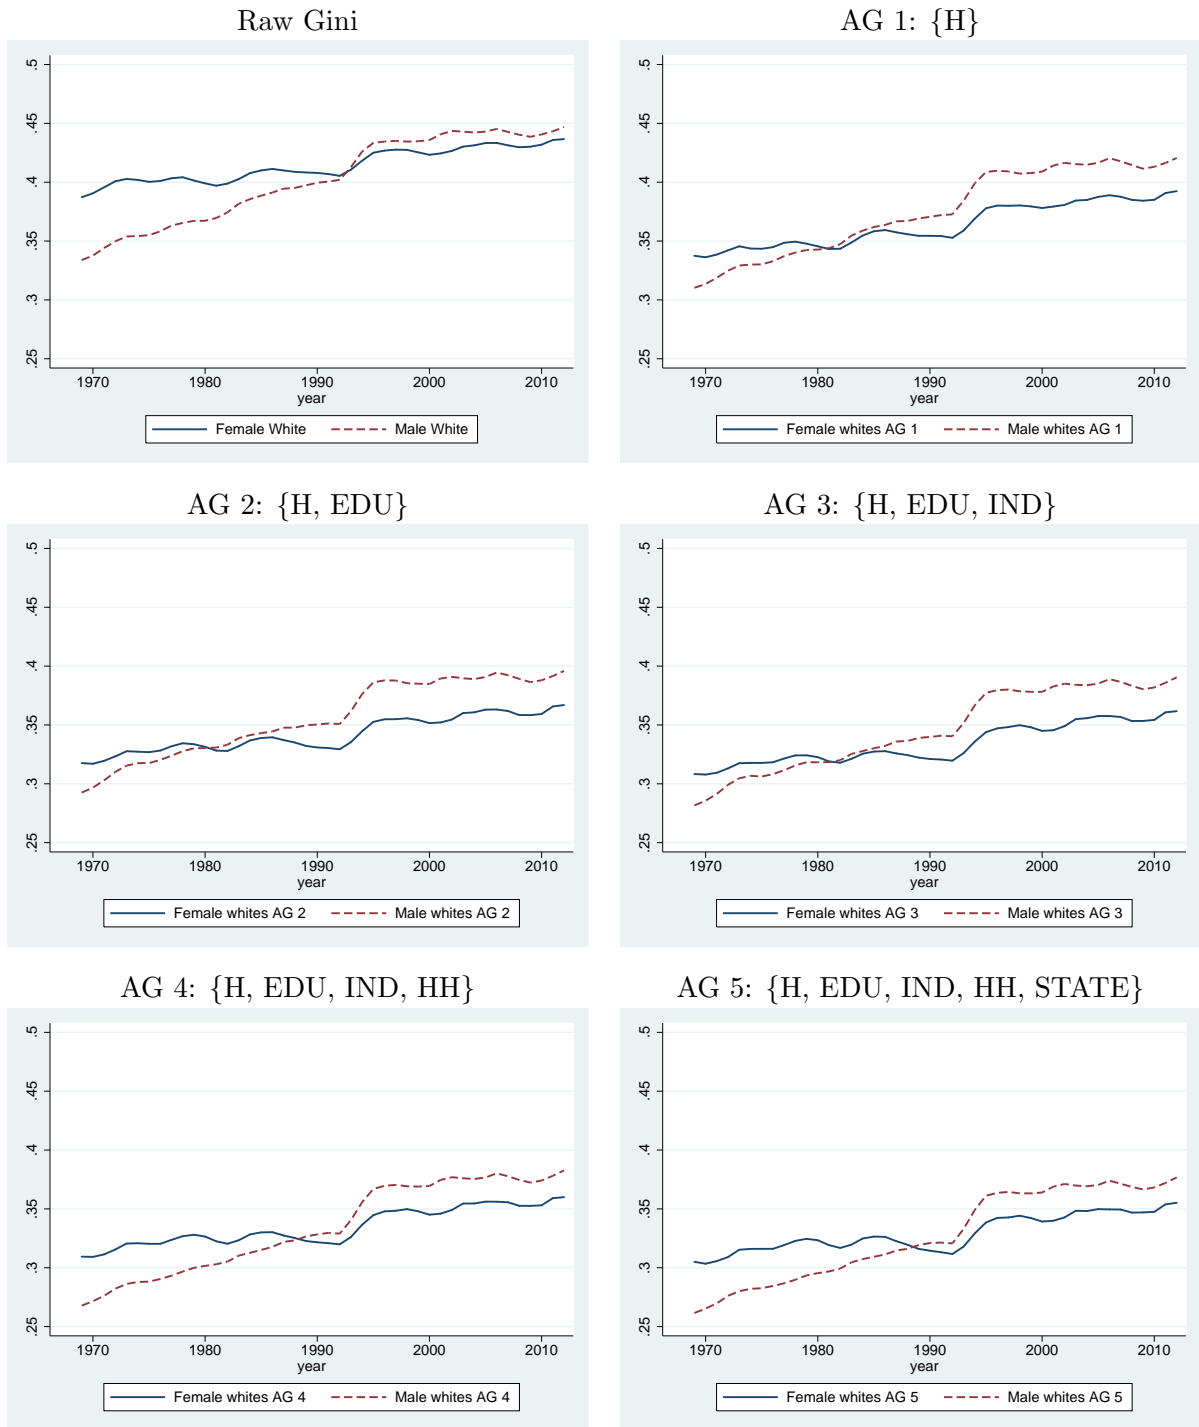 Raw Gini
.5
.45
.4
.35
.3
.25
1970 1980 1990 2000 2010
year
Female White Male White
AG 1: {H}
.5
.45
.4
.35
.3
.25
1970 1980 1990 2000 2010
year
Female whites AG 1 Male whites AG 1
AG 2: {H, EDU}
.5
.45
.4
.35
.3
.25
1970 1980 1990 2000 2010
year
Female whites AG 2 Male whites AG 2
AG 3: {H, EDU, IND}
.5
.45
.4
.35
.3
.25
1970 1980 1990 2000 2010
year
Female whites AG 3 Male whites AG 3
AG 4: {H, EDU, IND, HH}
.5
.45
.4
.35
.3
.25
1970 1980 1990 2000 2010
year
Female whites AG 4 Male whites AG 4
AG 5: {H, EDU, IND, HH, STATE}
.5
.45
.4
.35
.3
.25
1970 1980 1990 2000 2010
year
Female whites AG 5 Male whites AG 5